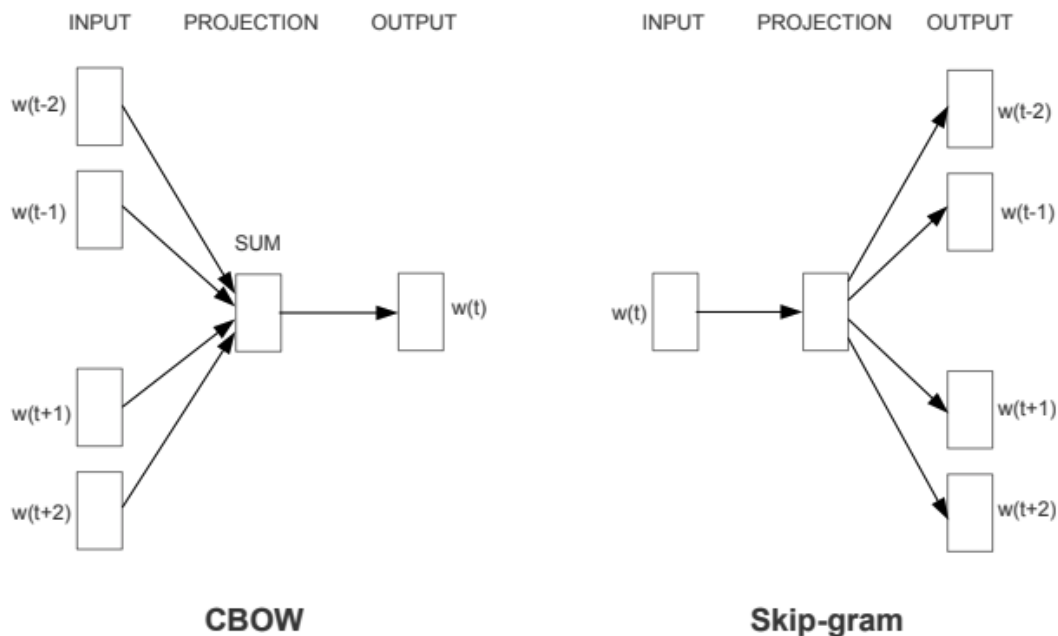 INPUT PROJECTION OUTPUT
w(t-2)
w(t-1)
SUM
w(t)
w(t+1)
w(t+2)
CBOW
INPUT PROJECTION OUTPUT
w(t-2)
w(t-1)
w(t)
w(t+1)
w(t+2)
Skip-gram